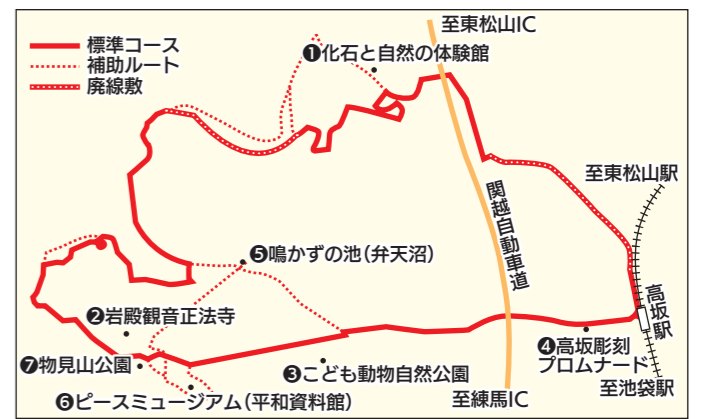 標準コース
補助ルート
廃線敷
至東松山IC
❶化石と自然の体験館
関越自動車道
至東松山駅
❺鳴かずの池(弁天沼)
高坂駅
❷岩殿観音正法寺
❹高坂彫刻
プロムナード
❼物見山公園
❸こども動物自然公園
❻ピースミュージアム(平和資料館)
至練馬IC
至池袋駅